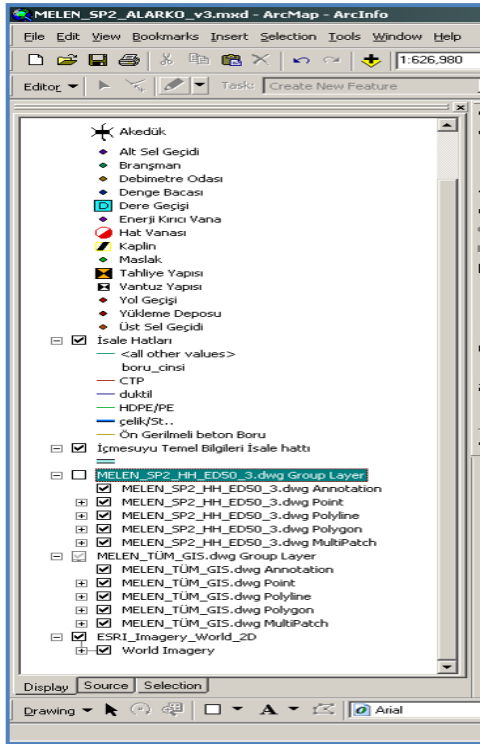 MELEN_SP2_ALARKO_v3.mxd - ArcMap - ArcInfo
File Edit View Bookmarks Insert Selection Tools Window Help
1:626,980
Editor Task: Create New Feature
Akedük
Alt Sel Geçidi
Branşman
Debimetre Odası
Denge Bacası
D Dere Geçişi
Enerji Kırıcı Vana
Hat Vanası
Kaplin
Maslak
Tahliye Yapısı
Vantuz Yapısı
Yol Geçişi
Yükleme Deposu
Üst Sel Geçidi
İsale Hatları
<all other values>
boru_cinsi
CTP
duktil
HDPE/PE
çelik/St..
Ön Gerilmeli beton Boru
İçmesuyu Temel Bilgileri İsale hattı
MELEN_SP2_HH_ED50_3.dwg Group Layer
MELEN_SP2_HH_ED50_3.dwg Annotation
MELEN_SP2_HH_ED50_3.dwg Point
MELEN_SP2_HH_ED50_3.dwg Polyline
MELEN_SP2_HH_ED50_3.dwg Polygon
MELEN_SP2_HH_ED50_3.dwg MultiPatch
MELEN_TÜM_GIS.dwg Group Layer
MELEN_TÜM_GIS.dwg Annotation
MELEN_TÜM_GIS.dwg Point
MELEN_TÜM_GIS.dwg Polyline
MELEN_TÜM_GIS.dwg Polygon
MELEN_TÜM_GIS.dwg MultiPatch
ESRI_Imagery_World_2D
World Imagery
Display Source Selection
Drawing A Arial